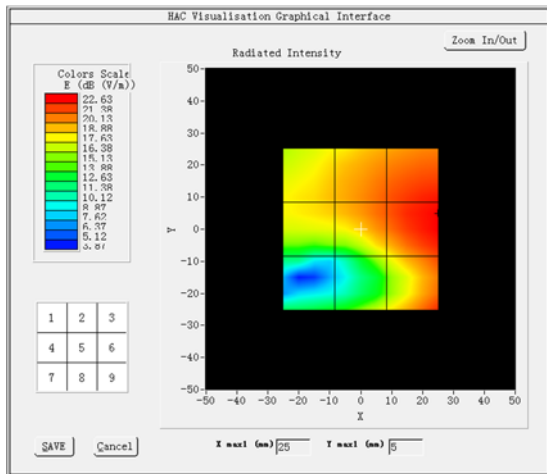 HAC Visualisation Graphical Interface
Zoom In/Out
Radiated Intensity
Colors Scale
E (dB (V/m))
22.63
21.38
20.13
18.88
17.63
16.38
15.13
13.88
12.63
11.38
10.12
8.87
7.62
6.37
5.12
3.87
50
40
30
20
10
Y 0
-10
-20
-30
-40
-50
-50 -40 -30 -20 -10 0 10 20 30 40 50
X
1 2 3
4 5 6
7 8 9
SAVE Cancel
X max1 (mm) 25 Y max1 (mm) 5